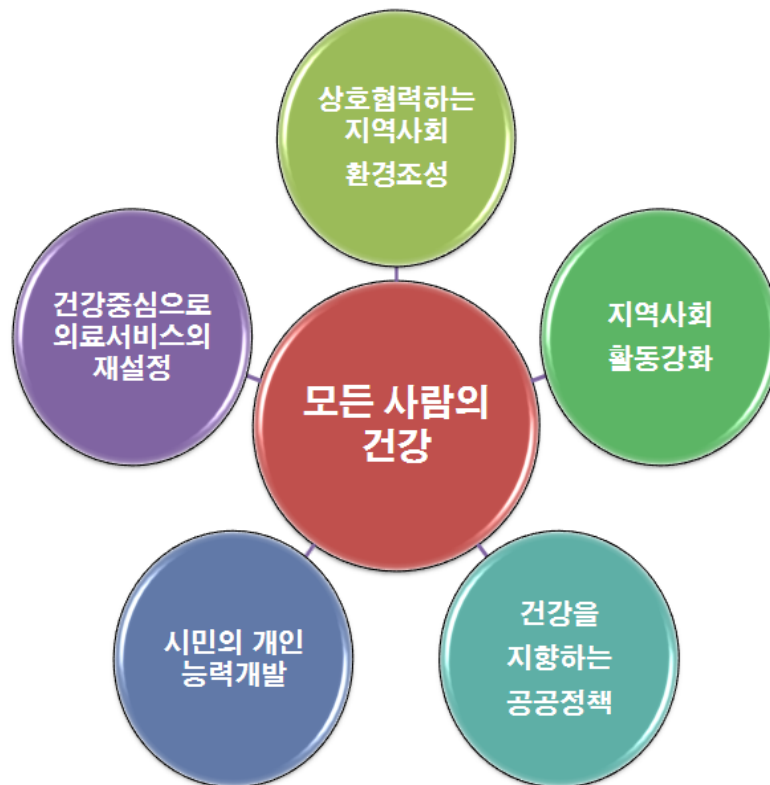 상호협력하는
지역사회
환경조성
건강중심으로
의료서비스의
재설정
지역사회
활동강화
모든 사람의
건강
시민의 개인
능력개발
건강을
지향하는
공공정책